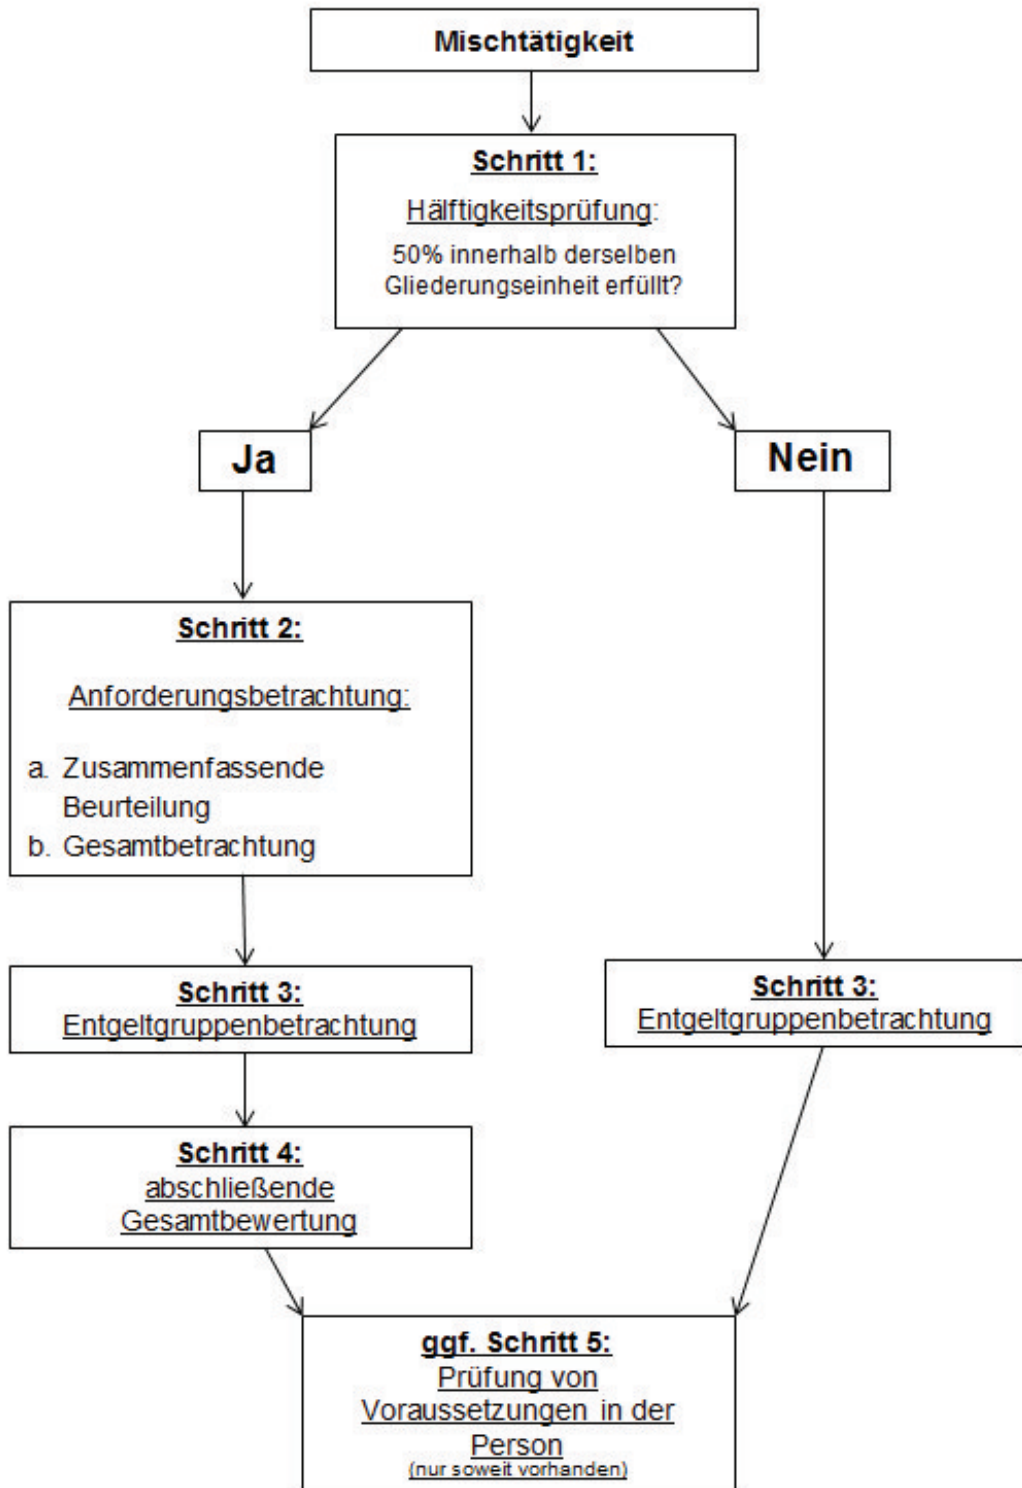 Mischtätigkeit
Schritt 1:
Hälftigkeitsprüfung:
50% innerhalb derselben
Gliederungseinheit erfüllt?
Ja
Nein
Schritt 2:
Anforderungsbetrachtung:
a. Zusammenfassende
Beurteilung
b. Gesamtbetrachtung
Schritt 3:
Entgeltgruppenbetrachtung
Schritt 3:
Entgeltgruppenbetrachtung
Schritt 4:
abschließende
Gesamtbewertung
ggf. Schritt 5:
Prüfung von
Voraussetzungen in der
Person
(nur soweit vorhanden)